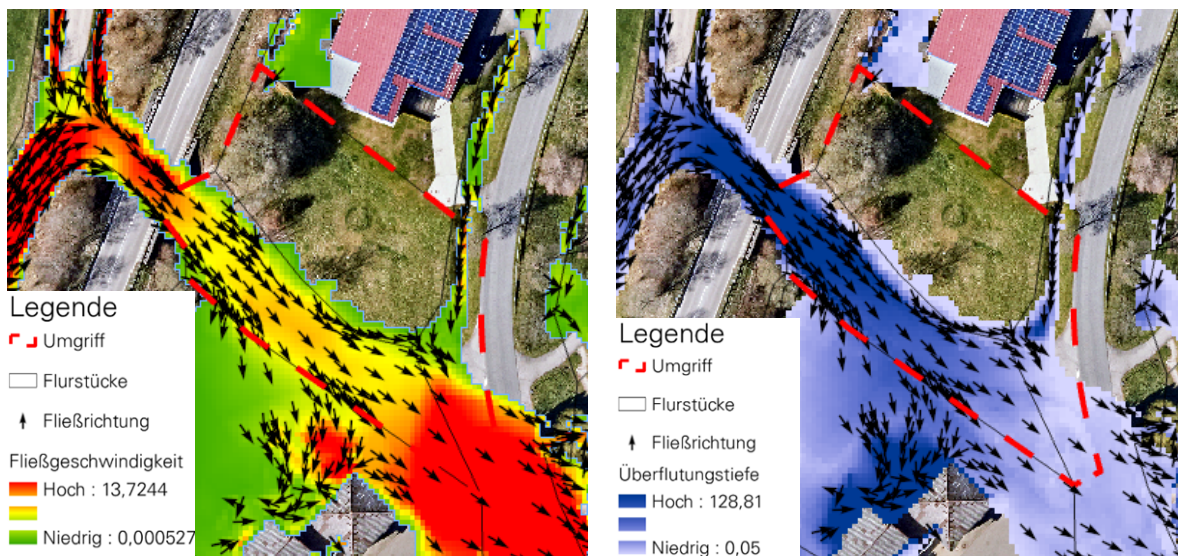 Legende
Umgriff
Flurstücke
Fließrichtung
Fließgeschwindigkeit
Hoch : 13,7244
Niedrig : 0,000527
Legende
Umgriff
Flurstücke
Fließrichtung
Überflutungstiefe
Hoch : 128,81
Niedrig : 0,05